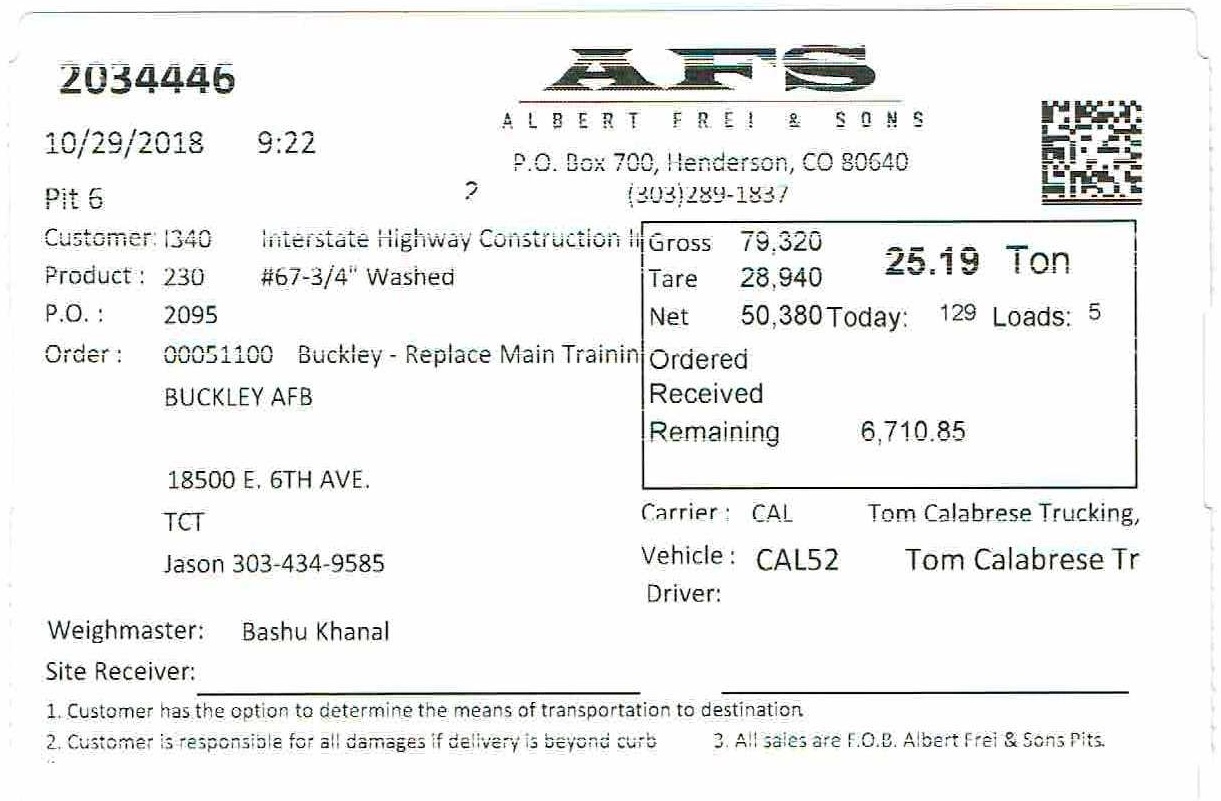 2034446
AFS
ALBERT FREI & SONS
10/29/2018 9:22
P.O. Box 700, Henderson, CO 80640
(303)289-1837
Pit 6
?
Customer: I340 Interstate Highway Construction I
Product : 230 #67-3/4" Washed
P.O. : 2095
Order : 00051100 Buckley - Replace Main Trainin
BUCKLEY AFB
18500 E. 6TH AVE.
TCT
Jason 303-434-9585
Gross 79,320 25.19 Ton
Tare 28,940
Net 50,380 Today: 129 Loads: 5
Ordered
Received
Remaining 6,710.85
Carrier : CAL Tom Calabrese Trucking,
Vehicle : CAL52 Tom Calabrese Tr
Driver:
Weighmaster: Bashu Khanal
Site Receiver:
1. Customer has the option to determine the means of transportation to destination
2. Customer is responsible for all damages if delivery is beyond curb 3. All sales are F.O.B. Albert Frei & Sons Pits.